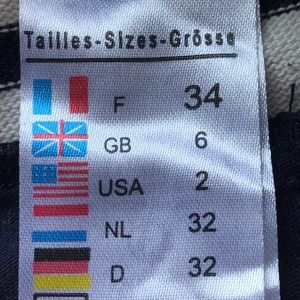 Tailles-Sizes-Grösse
F 34
GB 6
USA 2
NL 32
D 32